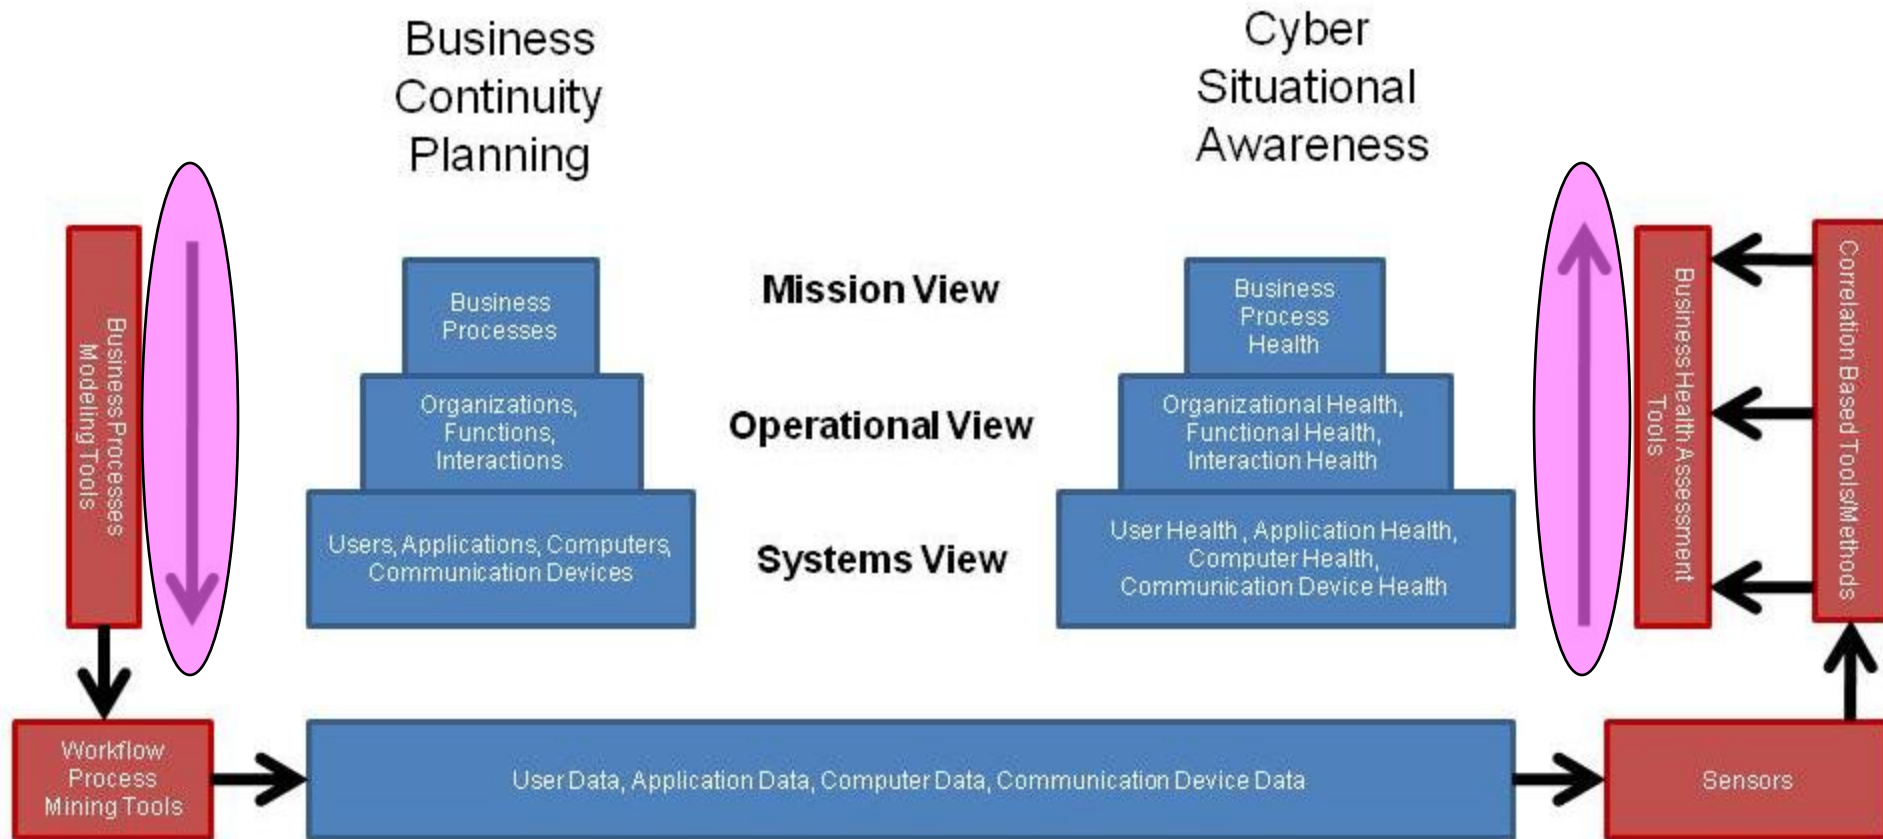 Business
Continuity
Planning
Cyber
Situational
Awareness
Business Processes
Modeling Tools
Business
Processes
Mission View
Business
Process
Health
Organizations,
Functions,
Interactions
Operational View
Organizational Health,
Functional Health,
Interaction Health
Users, Applications, Computers,
Communication Devices
Systems View
User Health , Application Health,
Computer Health,
Communication Device Health
Business Health Assessment
Tools
Correlation Based Tools/Methods
Workflow
Process
Mining Tools
User Data, Application Data, Computer Data, Communication Device Data
Sensors